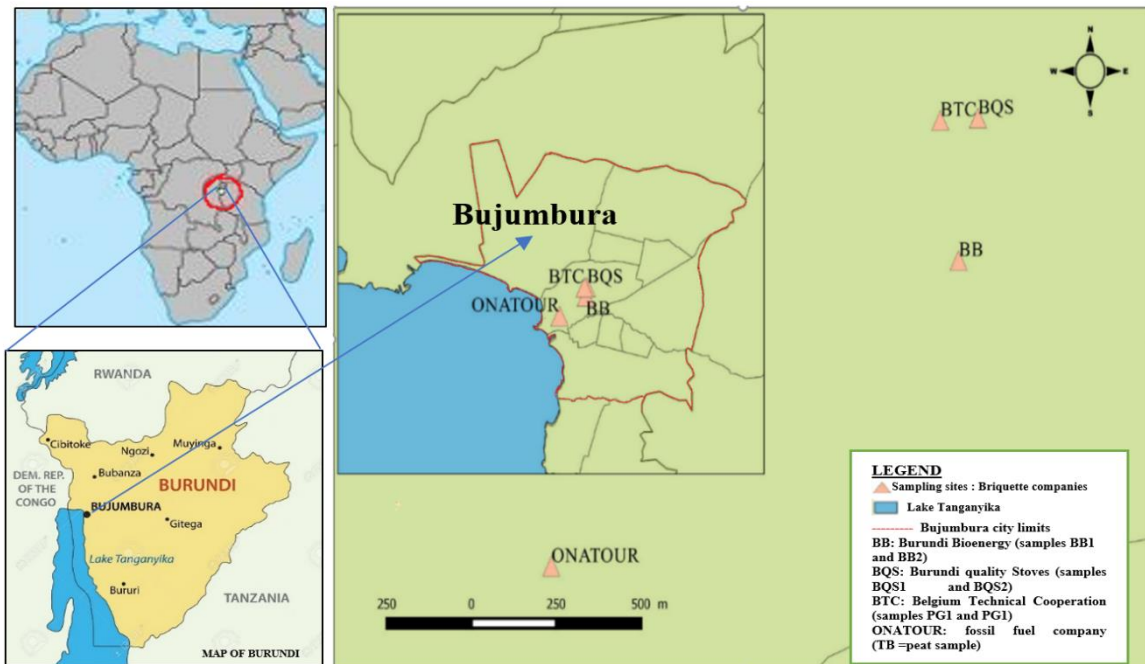 Bujumbura
BTC BQS
ONATOUR
BB
N
W
E
S
BTC BQS
BB
ONATOUR
250 0 250 500 m
RWANDA
Cibitoke
Ngozi
Muyinga
Bubanza
DEM. REP.
OF THE
CONGO
BURUNDI
BUJUMBURA
Gitega
Lake Tanganyika
Bururi
TANZANIA
MAP OF BURUNDI
LEGEND
Sampling sites : Briquette companies
Lake Tanganyika
Bujumbura city limits
BB: Burundi Bioenergy (samples BB1
and BB2)
BQS: Burundi quality Stoves (samples
BQS1 and BQS2)
BTC: Belgium Technical Cooperation
(samples PG1 and PG1)
ONATOUR: fossil fuel company
(TB =peat sample)